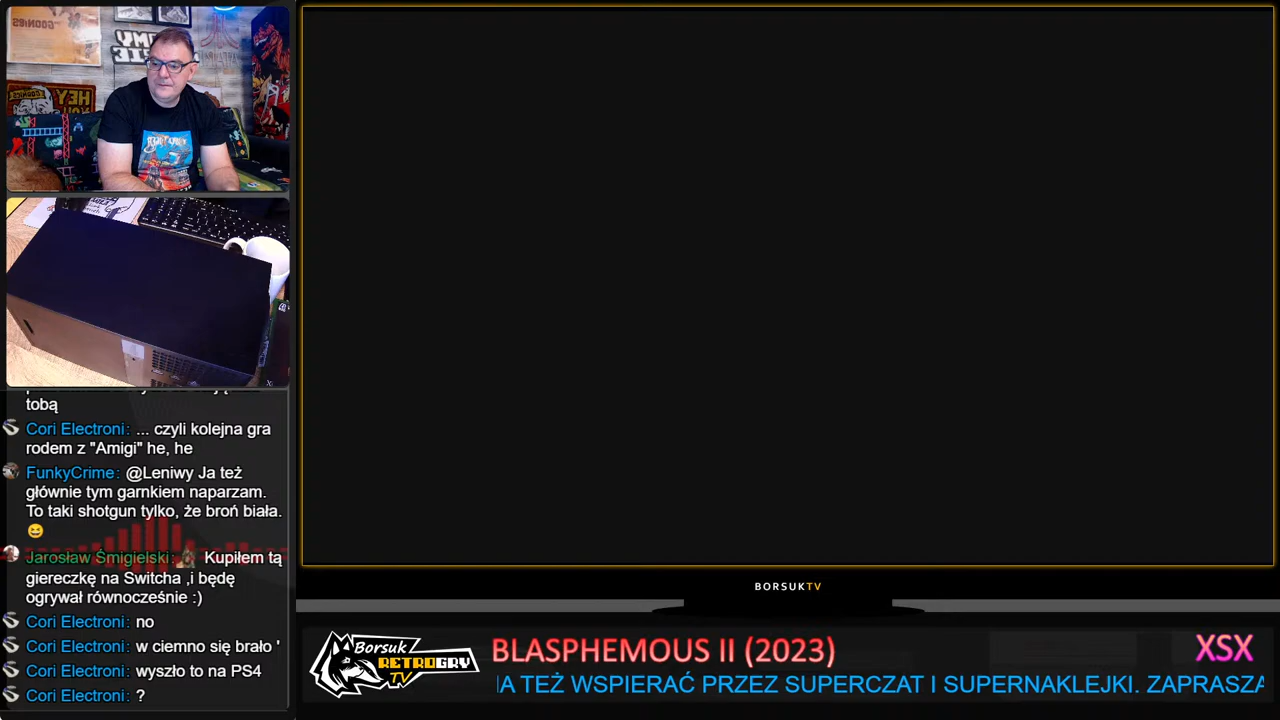 GOONIES
HEY
YOU
tobą
Cori Electroni: ... czyli kolejna gra
rodem z "Amigi" he, he
FunkyCrime: @Leniwy Ja też
głównie tym garnkiem naparzam.
To taki shotgun tylko, że broń biała.
😆
Jarosław Śmigielski: Kupiłem tą
giereczkę na Switcha ,i będę
ogrywał równocześnie :)
Cori Electroni: no
Cori Electroni: w ciemno się brało '
Cori Electroni: wyszło to na PS4
Cori Electroni: ?
BORSUKTV
Borsuk
RETROGRY
TV
BLASPHEMOUS II (2023)
XSX
IA TEŻ WSPIERAĆ PRZEZ SUPERCZAT I SUPERNAKLEJKI. ZAPRASZA